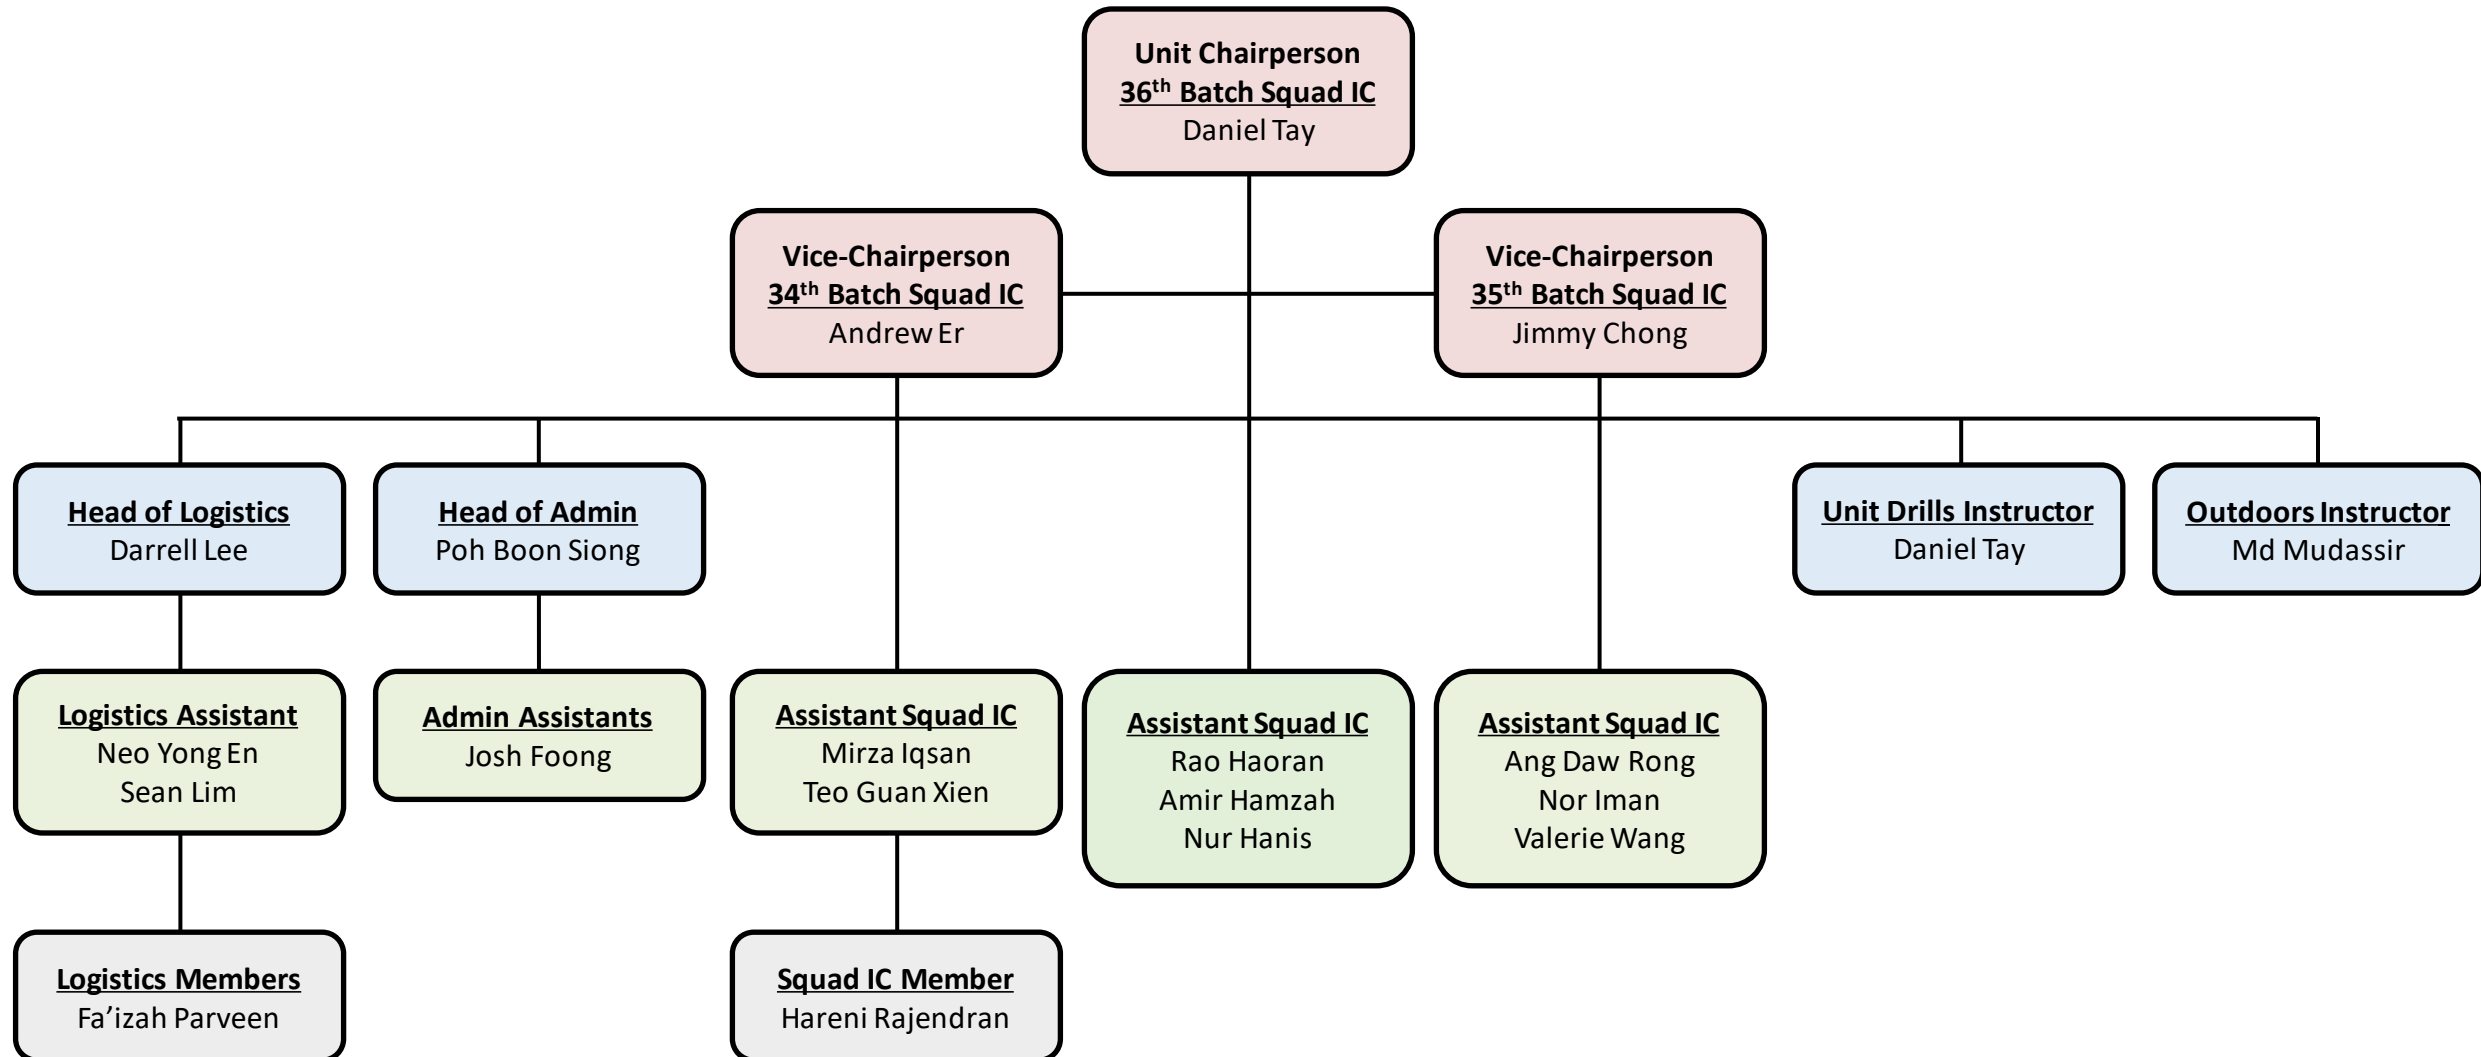 Unit Chairperson
36th Batch Squad IC
Daniel Tay
Vice-Chairperson
34th Batch Squad IC
Andrew Er
Vice-Chairperson
35th Batch Squad IC
Jimmy Chong
Head of Logistics
Darrell Lee
Head of Admin
Poh Boon Siong
Unit Drills Instructor
Daniel Tay
Outdoors Instructor
Md Mudassir
Logistics Assistant
Neo Yong En
Sean Lim
Admin Assistants
Josh Foong
Assistant Squad IC
Mirza Iqsan
Teo Guan Xien
Assistant Squad IC
Rao Haoran
Amir Hamzah
Nur Hanis
Assistant Squad IC
Ang Daw Rong
Nor Iman
Valerie Wang
Logistics Members
Fa’izah Parveen
Squad IC Member
Hareni Rajendran